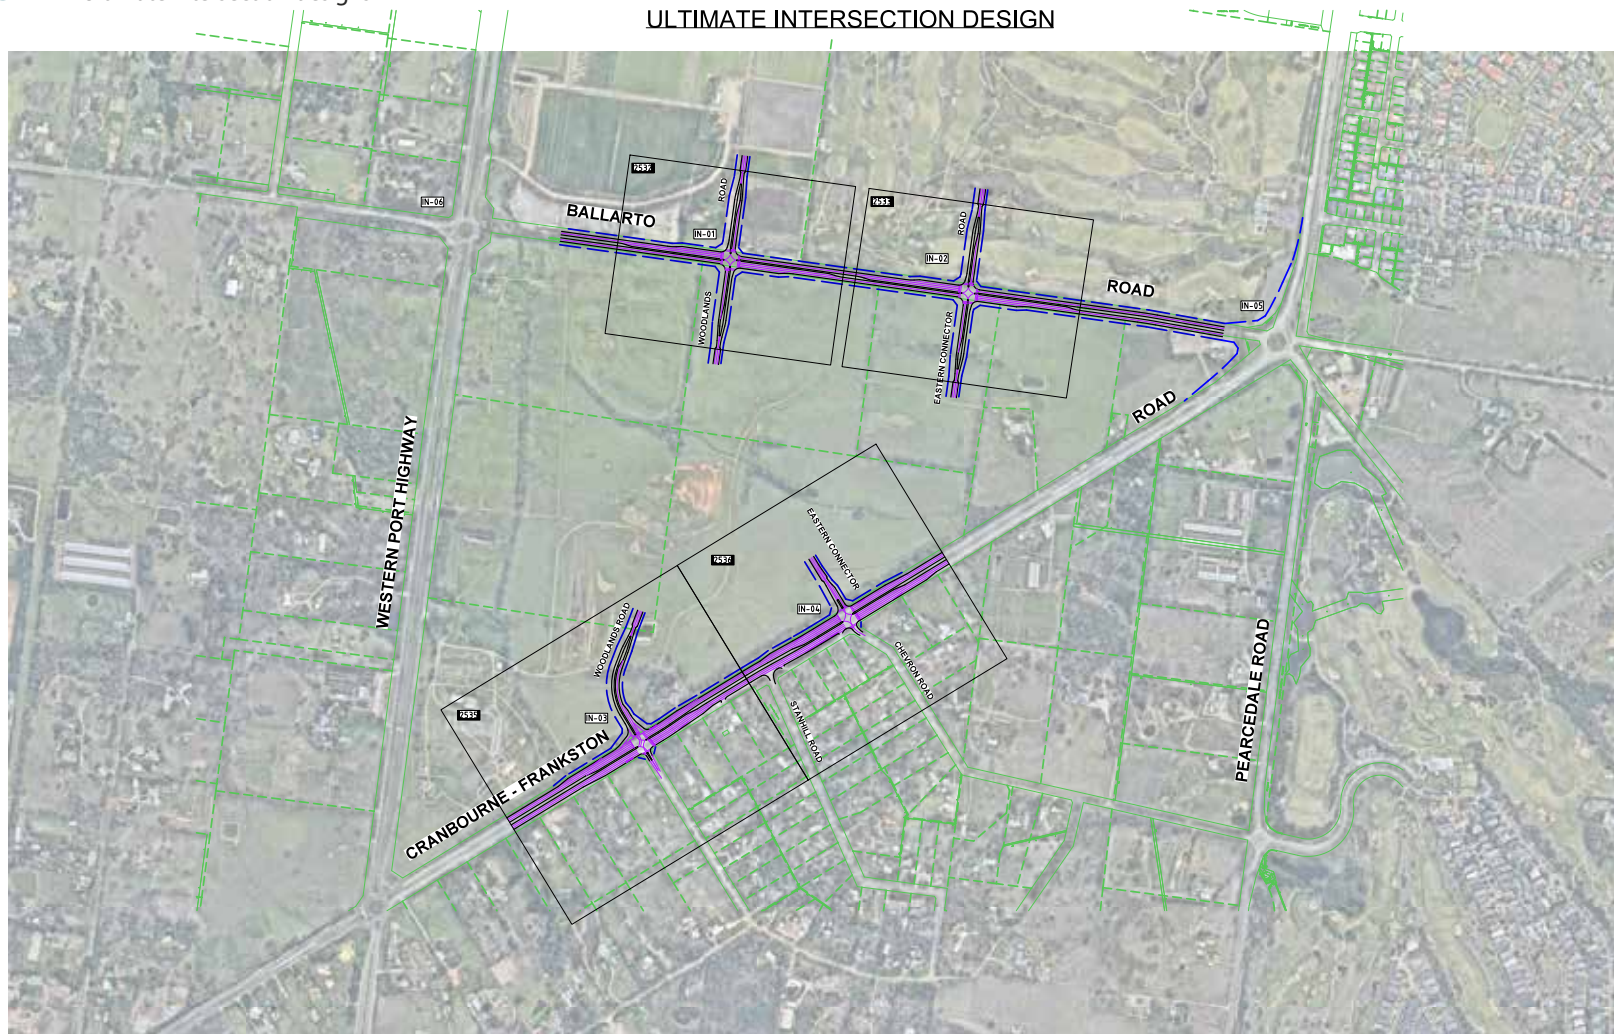 ULTIMATE INTERSECTION DESIGN
2532
ROAD
IN-06
BALLARTO
IN-01
2533
ROAD
IN-02
ROAD
IN-05
WOODLANDS
EASTERN CONNECTOR
ROAD
WESTERN PORT HIGHWAY
EASTERN CONNECTOR
2536
IN-04
WOODLANDS ROAD
CHEVRON ROAD
2535
IN-03
STANHILL ROAD
PEARCEDALE ROAD
CRANBOURNE - FRANKSTON